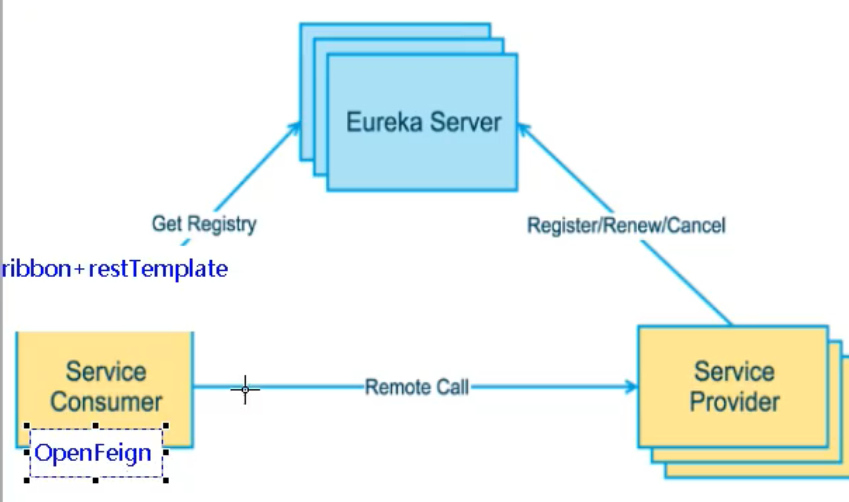 Eureka Server
Get Registry
Register/Renew/Cancel
ribbon+restTemplate
Service
Consumer
Remote Call
Service
Provider
OpenFeign